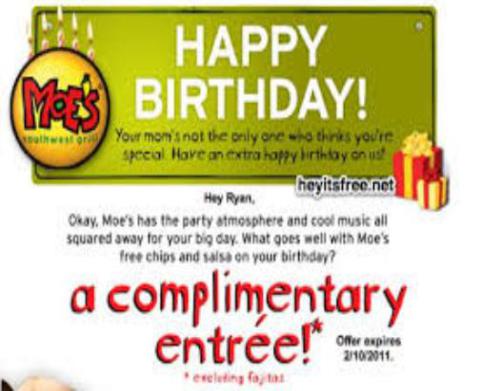 HAPPY
BIRTHDAY!
MOE'S
southwest grill
Your mom's not the only one who thinks you're
special. Have an extra happy birthday on us!
heyitsfree.net
Hey Ryan,
Okay, Moe's has the party atmosphere and cool music all
squared away for your big day. What goes well with Moe's
free chips and salsa on your birthday?
a complimentary
entrée!*
Offer expires
2/10/2011.
* excluding fajitas